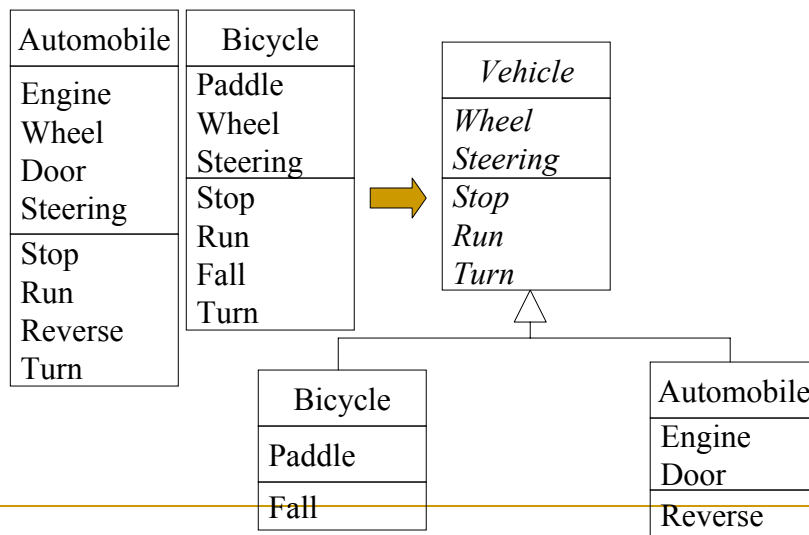 Automobile
Engine
Wheel
Door
Steering
Stop
Run
Reverse
Turn
Bicycle
Paddle
Wheel
Steering
Stop
Run
Fall
Turn
Vehicle
Wheel
Steering
Stop
Run
Turn
Bicycle
Paddle
Fall
Automobile
Engine
Door
Reverse